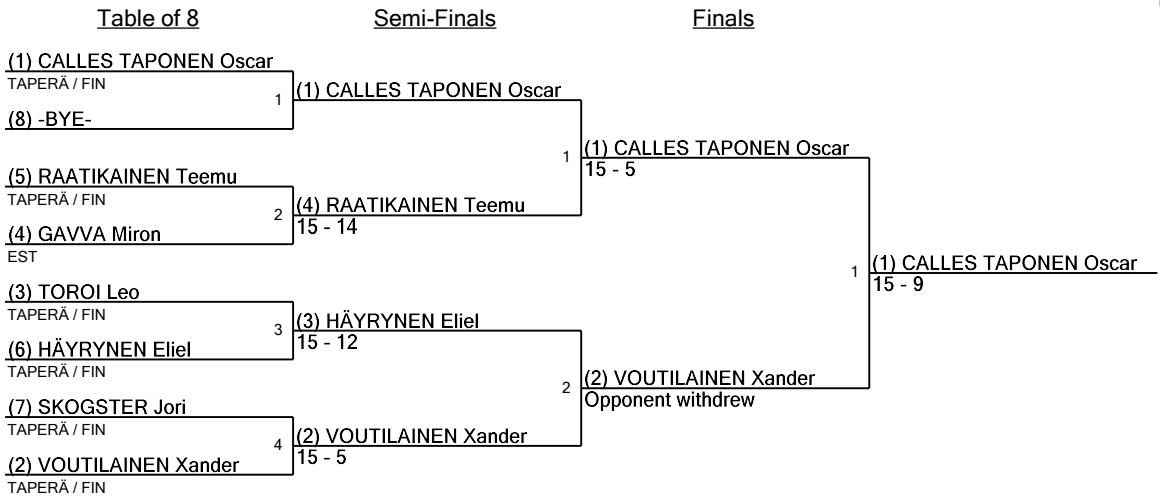 Table of 8 Semi-Finals Finals
(1) CALLES TAPONEN Oscar
TAPERÄ / FIN
1 (1) CALLES TAPONEN Oscar
(8) -BYE-
1 (1) CALLES TAPONEN Oscar
15 - 5
(5) RAATIKAINEN Teemu
TAPERÄ / FIN
2 (4) RAATIKAINEN Teemu
15 - 14
(4) GAVVA Miron
EST
1 (1) CALLES TAPONEN Oscar
15 - 9
(3) TOROI Leo
TAPERÄ / FIN
3 (3) HÄYRYNEN Eliel
15 - 12
(6) HÄYRYNEN Eliel
TAPERÄ / FIN
2 (2) VOUTILAINEN Xander
Opponent withdrew
(7) SKOGSTER Jori
TAPERÄ / FIN
4 (2) VOUTILAINEN Xander
15 - 5
(2) VOUTILAINEN Xander
TAPERÄ / FIN